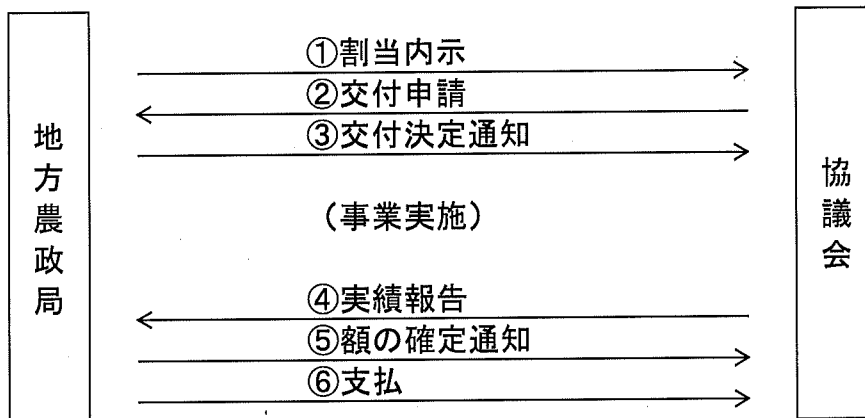 地方農政局
①割当内示
②交付申請
③交付決定通知
（事業実施）
④実績報告
⑤額の確定通知
⑥支払
協議会